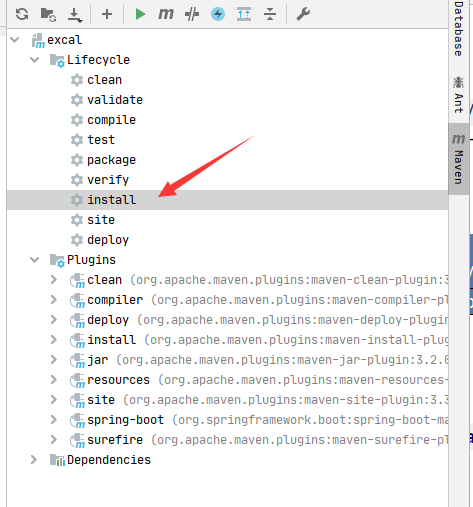 excal
Lifecycle
clean
validate
compile
test
package
verify
install
site
deploy
Plugins
clean (org.apache.maven.plugins:maven-clean-plugin:3
compiler (org.apache.maven.plugins:maven-compiler-pl
deploy (org.apache.maven.plugins:maven-deploy-plugin
install (org.apache.maven.plugins:maven-install-plug
jar (org.apache.maven.plugins:maven-jar-plugin:3.2.0
resources (org.apache.maven.plugins:maven-resources-
site (org.apache.maven.plugins:maven-site-plugin:3.3
spring-boot (org.springframework.boot:spring-boot-ma
surefire (org.apache.maven.plugins:maven-surefire-pl
Dependencies
Database
Ant
Maven